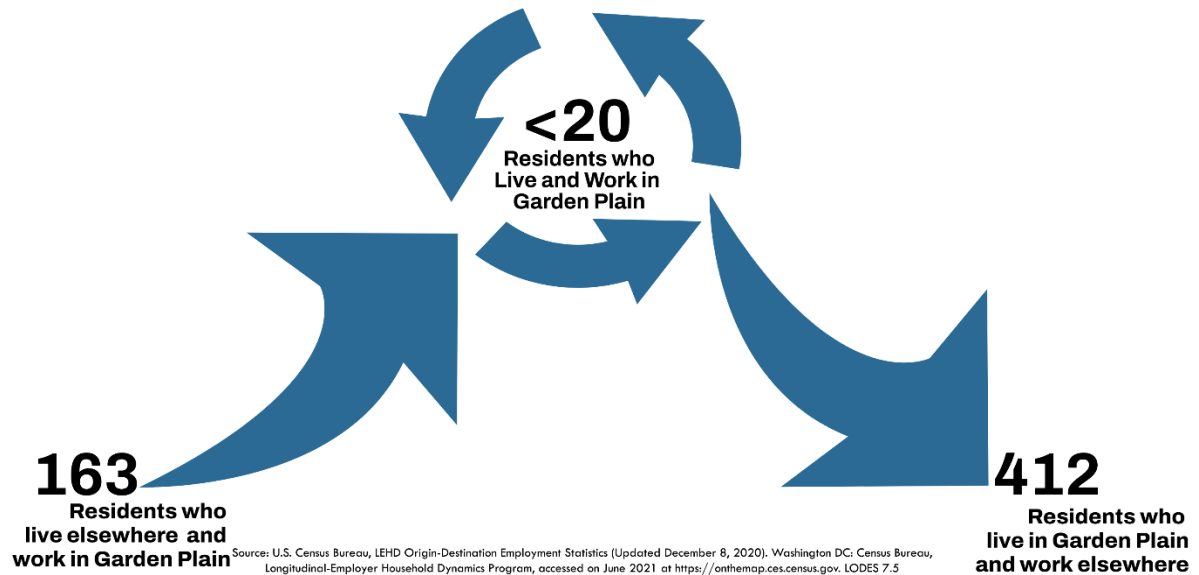 <20
Residents who
Live and Work in
Garden Plain
163
Residents who
live elsewhere and
work in Garden Plain
412
Residents who
live in Garden Plain
and work elsewhere
Source: U.S. Census Bureau, LEHD Origin-Destination Employment Statistics (Updated December 8, 2020). Washington DC: Census Bureau,
Longitudinal-Employer Household Dynamics Program, accessed on June 2021 at https://onthemap.ces.census.gov. LODES 7.5